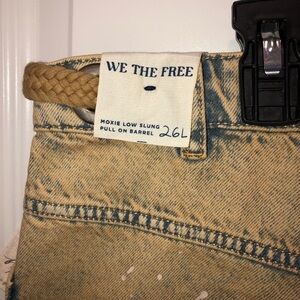 WE THE FREE
MOXIE LOW SLUNG
PULL ON BARREL 26L